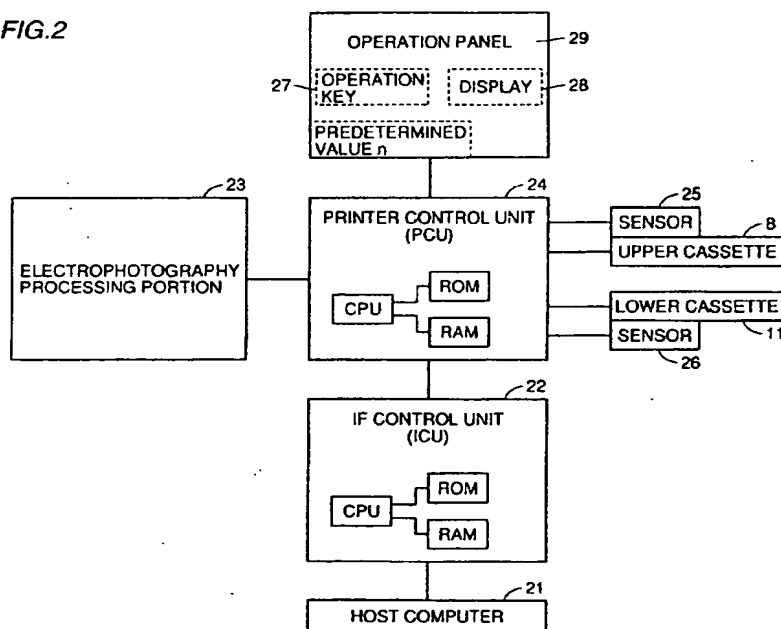 FIG.2
OPERATION PANEL
29
27
OPERATION
KEY
DISPLAY
28
PREDETERMINED
VALUE n
23
ELECTROPHOTOGRAPHY
PROCESSING PORTION
24
PRINTER CONTROL UNIT
(PCU)
CPU
ROM
RAM
25
SENSOR
8
UPPER CASSETTE
LOWER CASSETTE
11
SENSOR
26
22
IF CONTROL UNIT
(ICU)
CPU
ROM
RAM
21
HOST COMPUTER